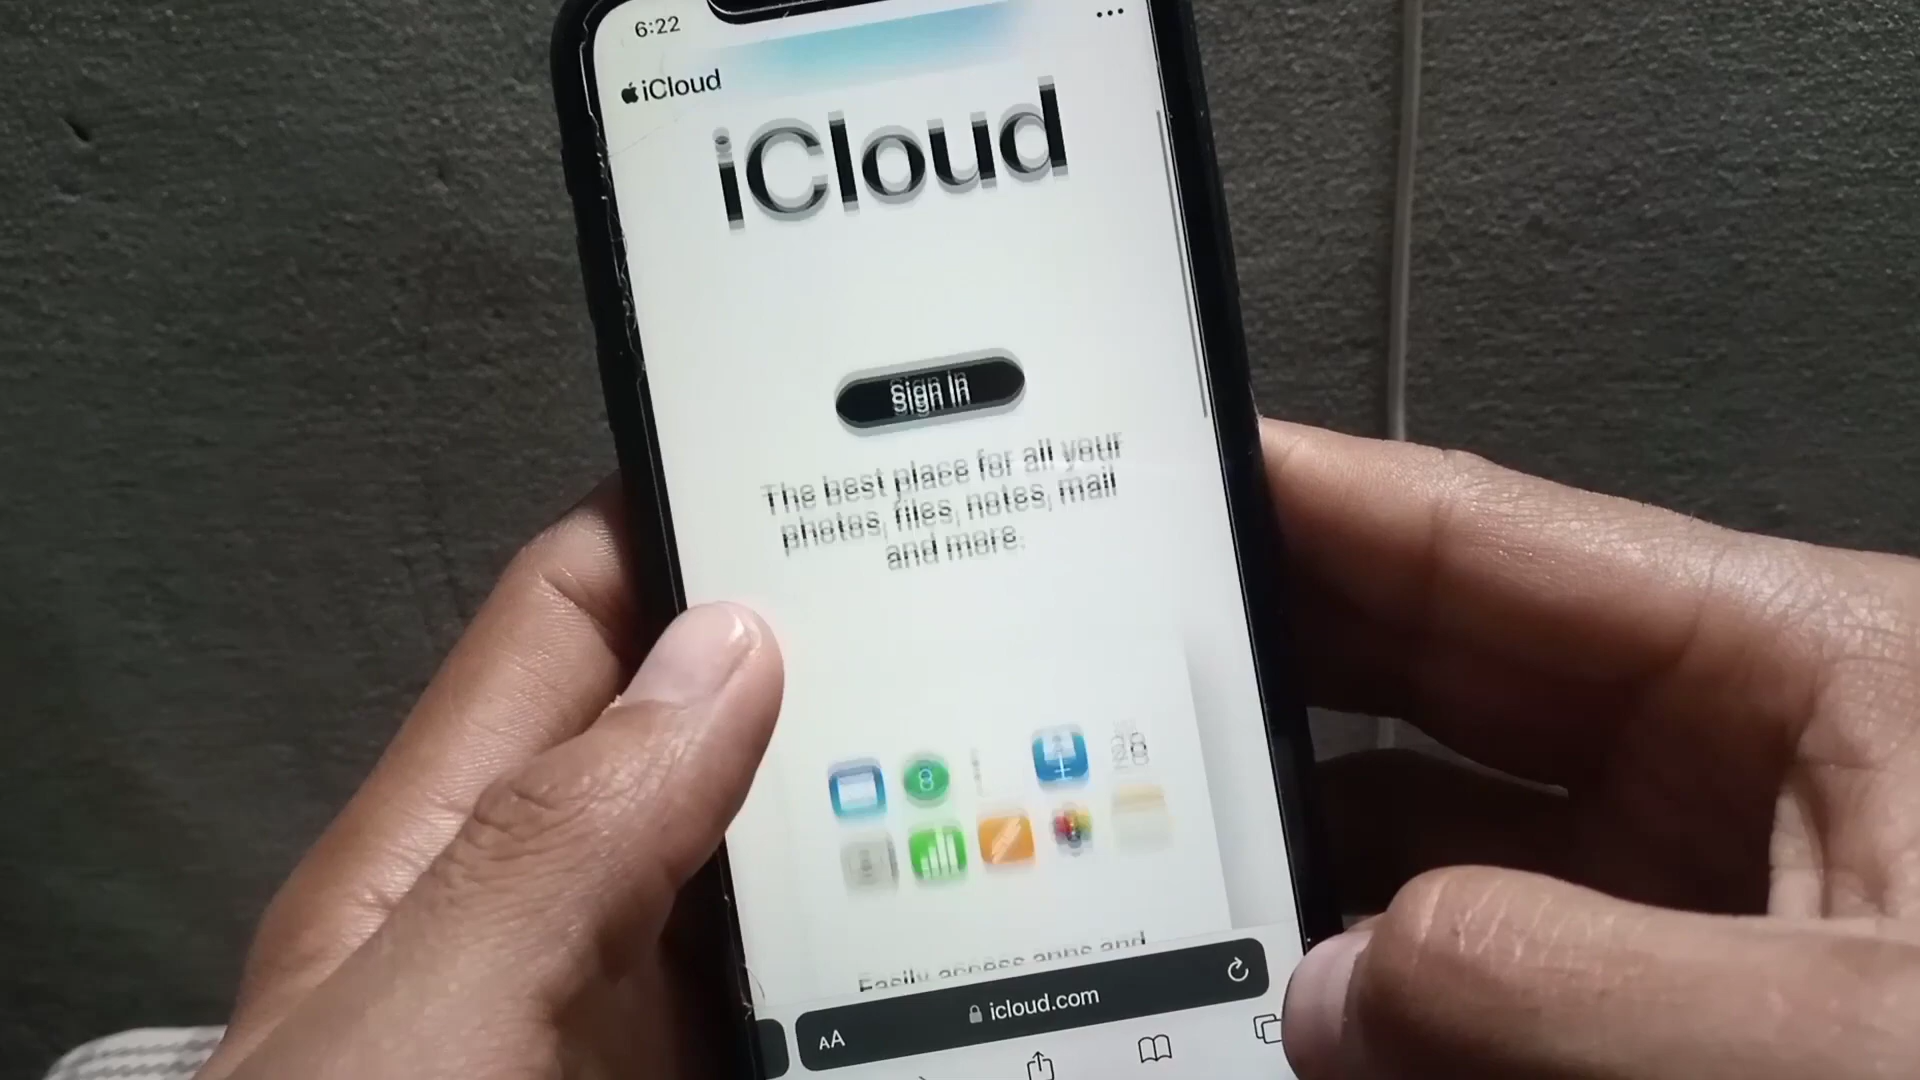 6:22
iCloud
iCloud
Sign In
The best place for all your
photos, files, notes, mail
and more.
28
Easily access apps and
AA
icloud.com